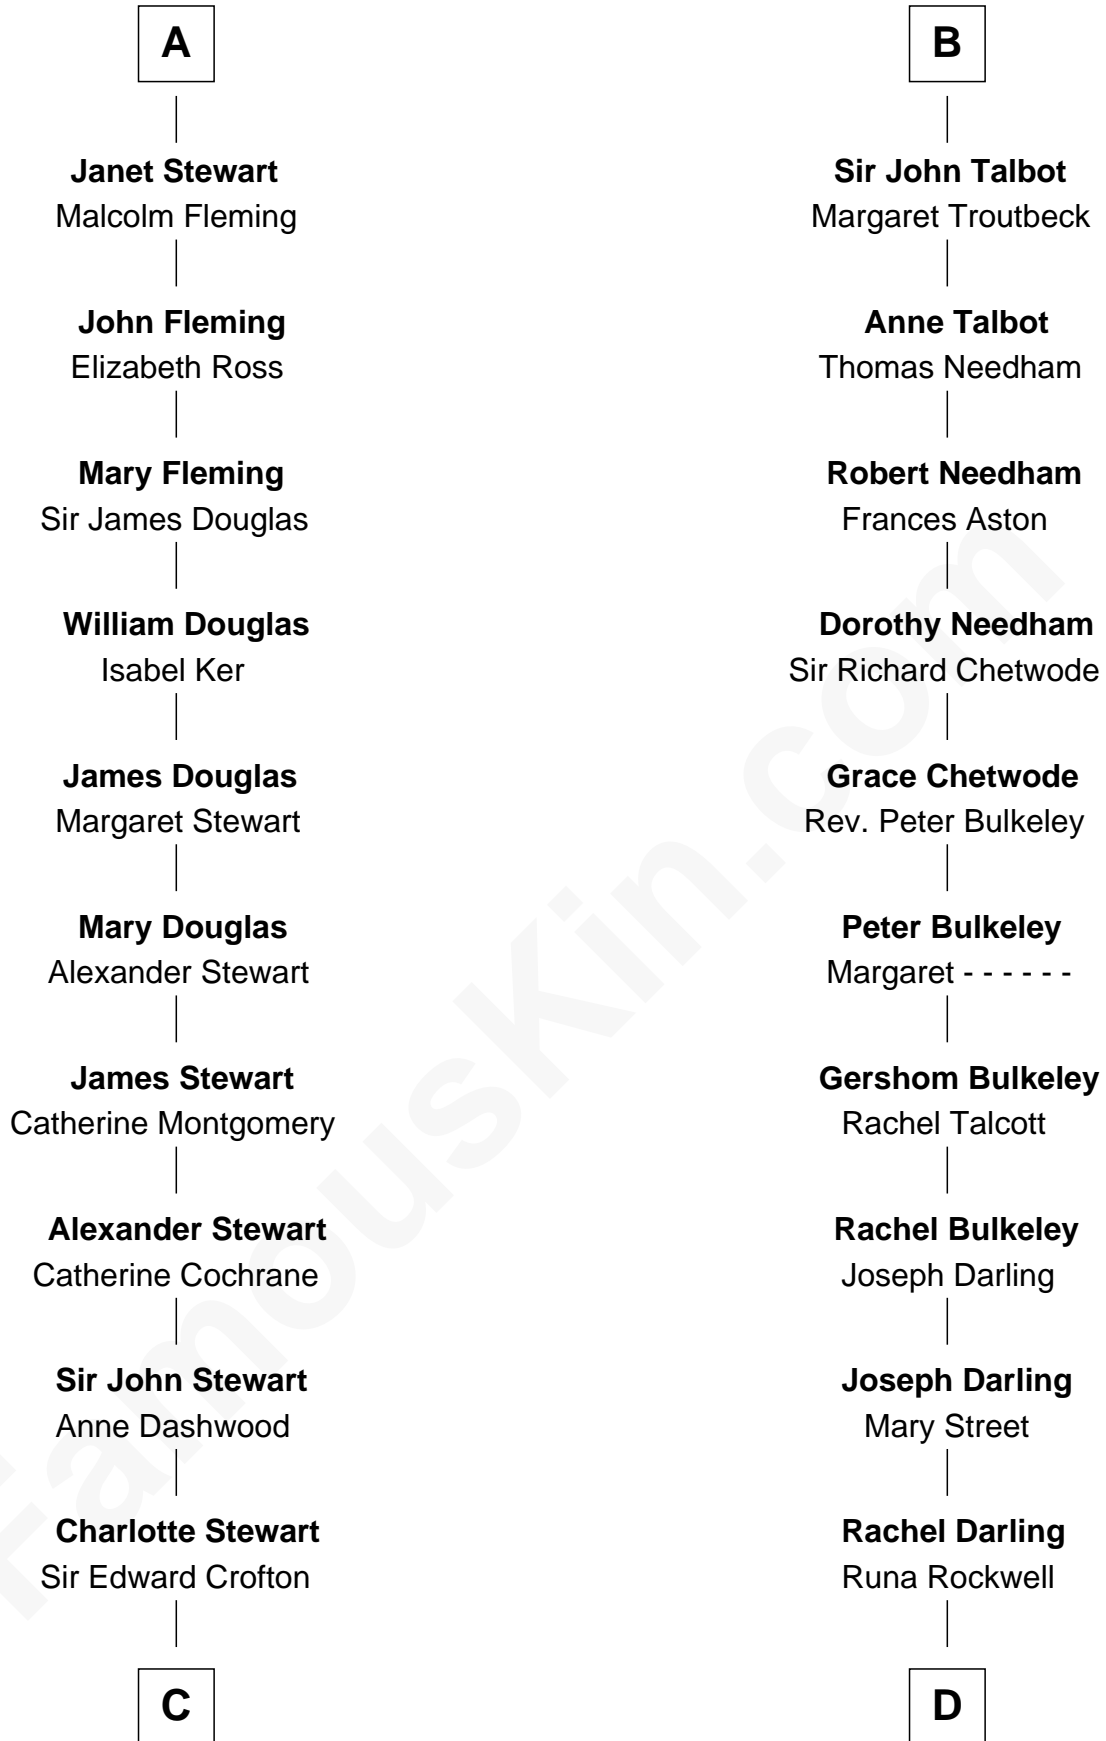 A
Janet Stewart
Malcolm Fleming
John Fleming
Elizabeth Ross
Mary Fleming
Sir James Douglas
William Douglas
Isabel Ker
James Douglas
Margaret Stewart
Mary Douglas
Alexander Stewart
James Stewart
Catherine Montgomery
Alexander Stewart
Catherine Cochrane
Sir John Stewart
Anne Dashwood
Charlotte Stewart
Sir Edward Crofton
C
B
Sir John Talbot
Margaret Troutbeck
Anne Talbot
Thomas Needham
Robert Needham
Frances Aston
Dorothy Needham
Sir Richard Chetwode
Grace Chetwode
Rev. Peter Bulkeley
Peter Bulkeley
Margaret - - - - - -
Gershom Bulkeley
Rachel Talcott
Rachel Bulkeley
Joseph Darling
Joseph Darling
Mary Street
Rachel Darling
Runa Rockwell
D
FamousKin.com